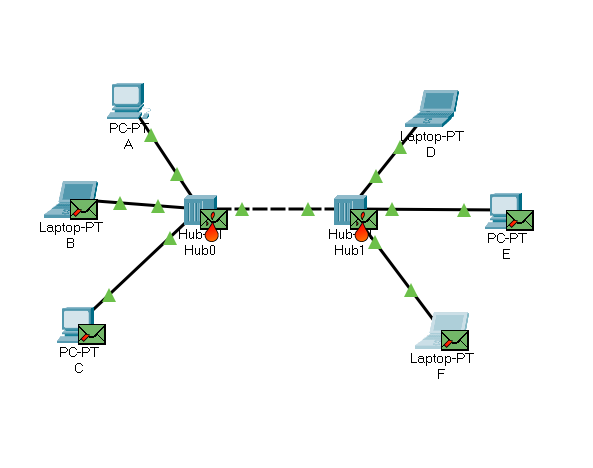 PC-PT
A
Laptop-PT
D
Laptop-PT
B
Hub0
Hub1
PC-PT
E
PC-PT
C
Laptop-PT
F